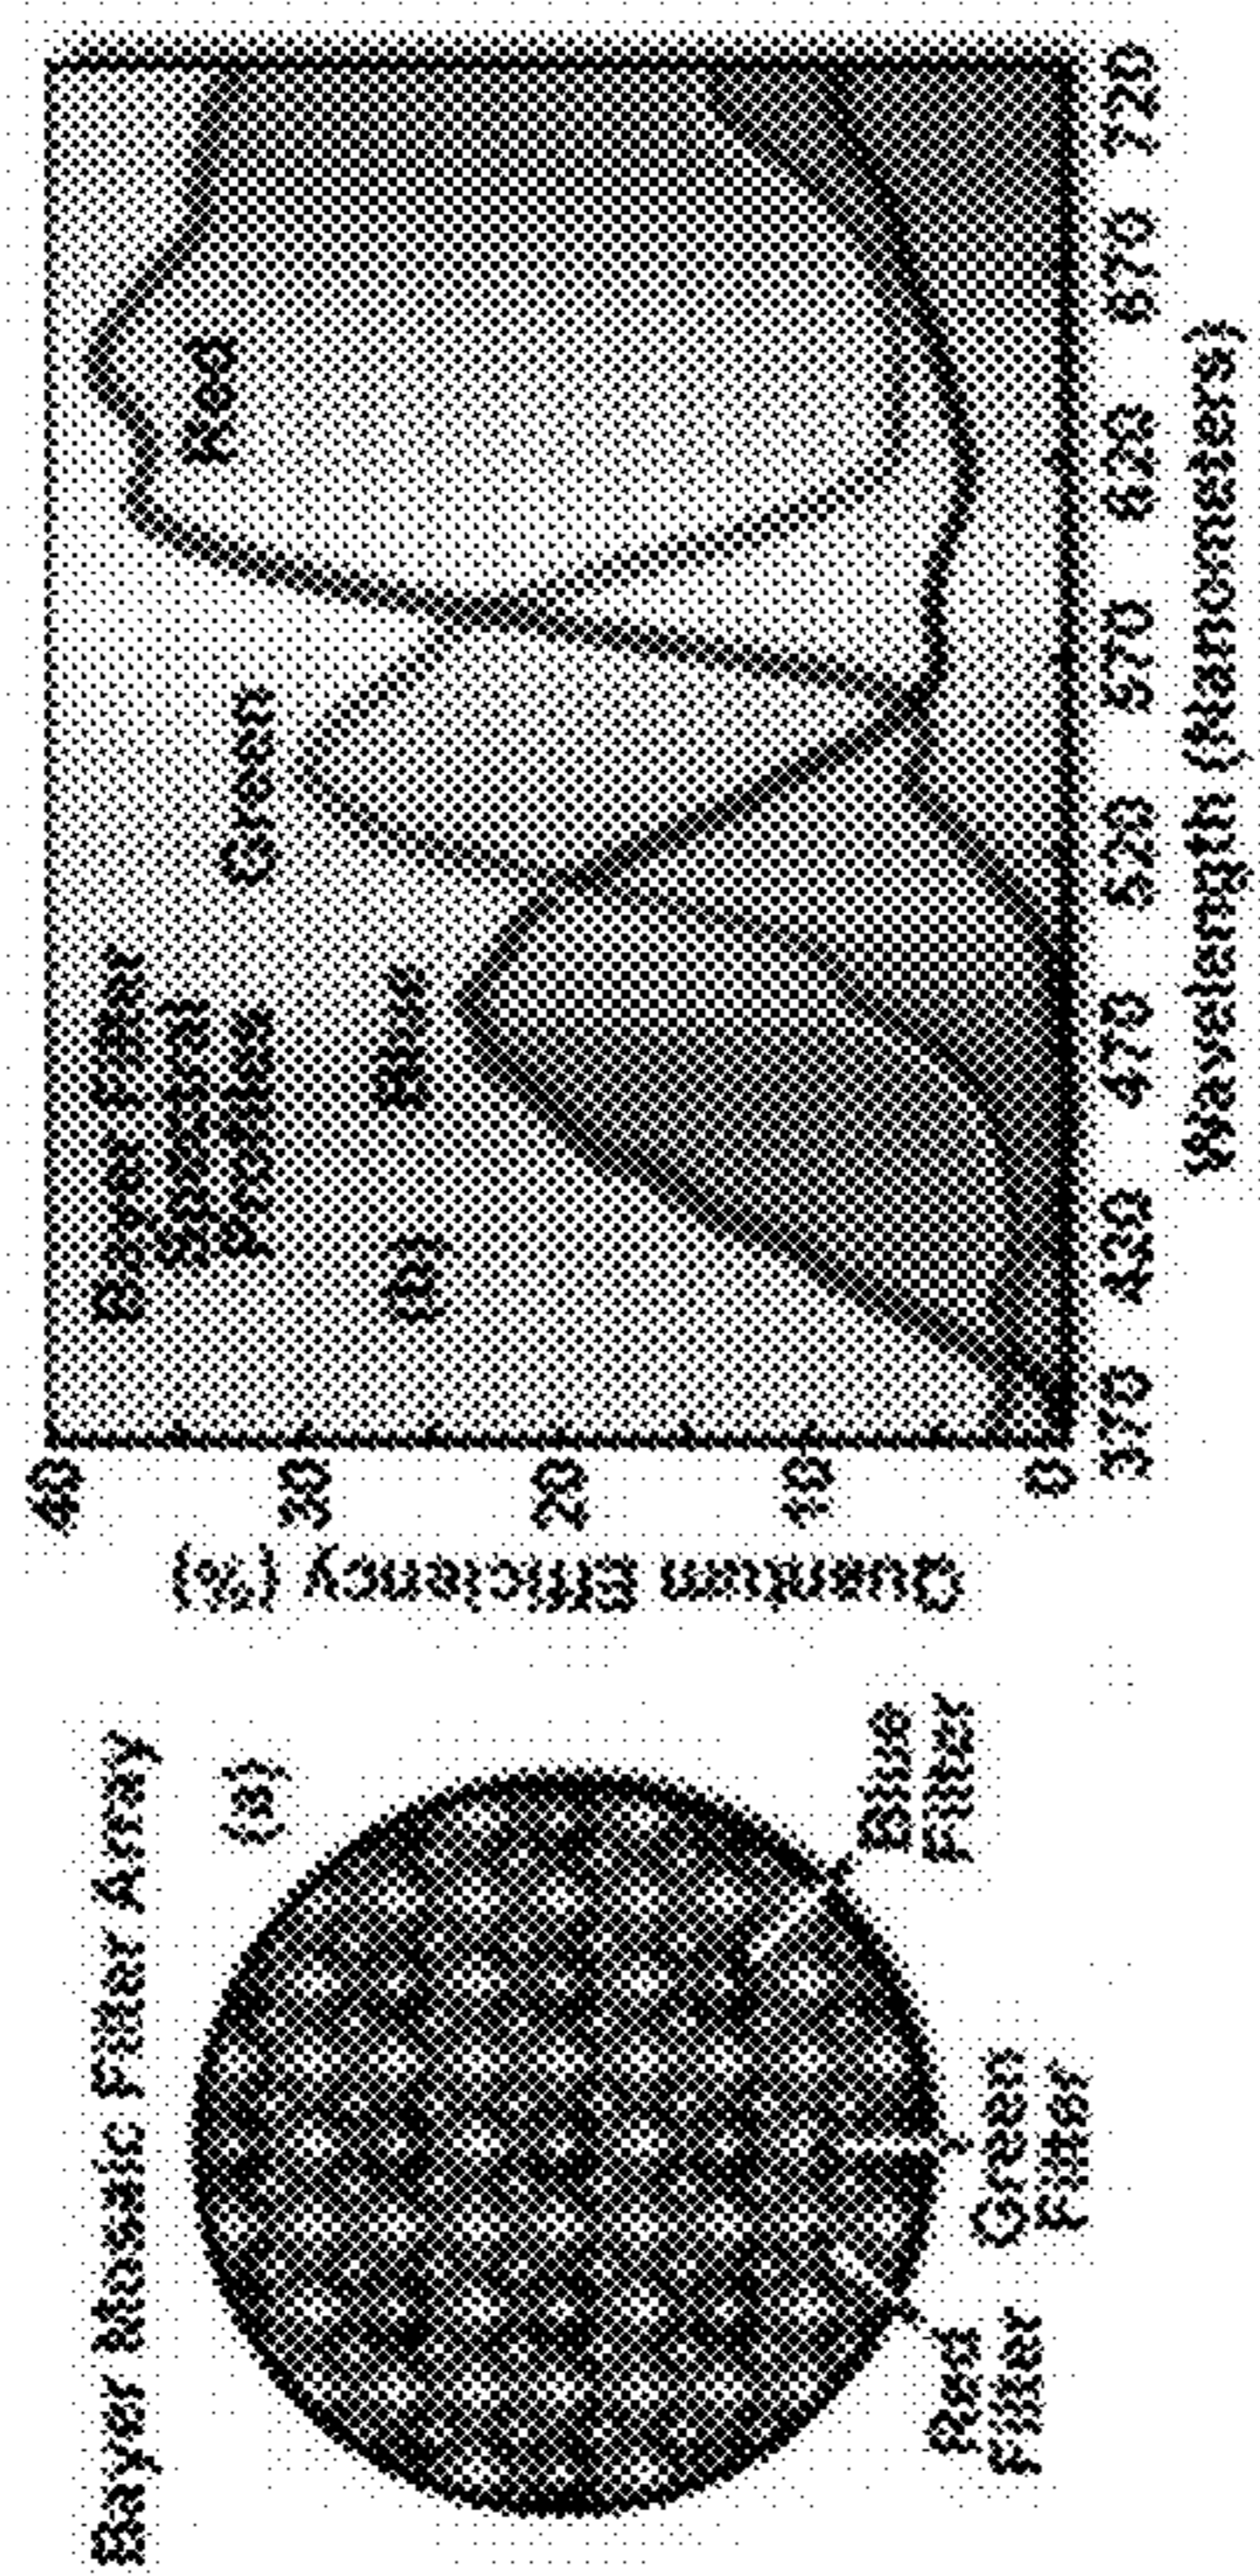 Bayer Mosaic Filter Array
(a)
Red
Filter
Green
Filter
Blue
Filter
Bayer Filter
Spectral
Profiles
(b)
Blue
Green
Red
Quantum Efficiency (%)
40
30
20
10
0
370 420 470 520 570 620 670 720
Wavelength (Nanometers)